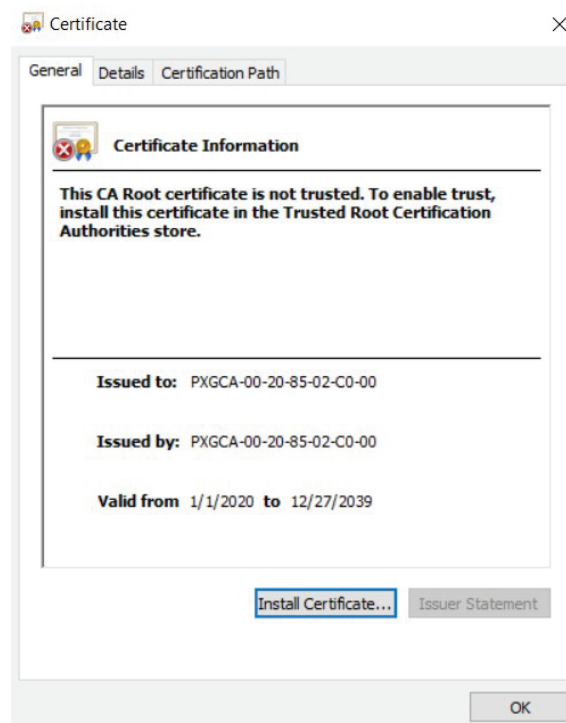 Certificate
General Details Certification Path
Certificate Information
This CA Root certificate is not trusted. To enable trust,
install this certificate in the Trusted Root Certification
Authorities store.
Issued to: PXGCA-00-20-85-02-C0-00
Issued by: PXGCA-00-20-85-02-C0-00
Valid from 1/1/2020 to 12/27/2039
Install Certificate... Issuer Statement
OK